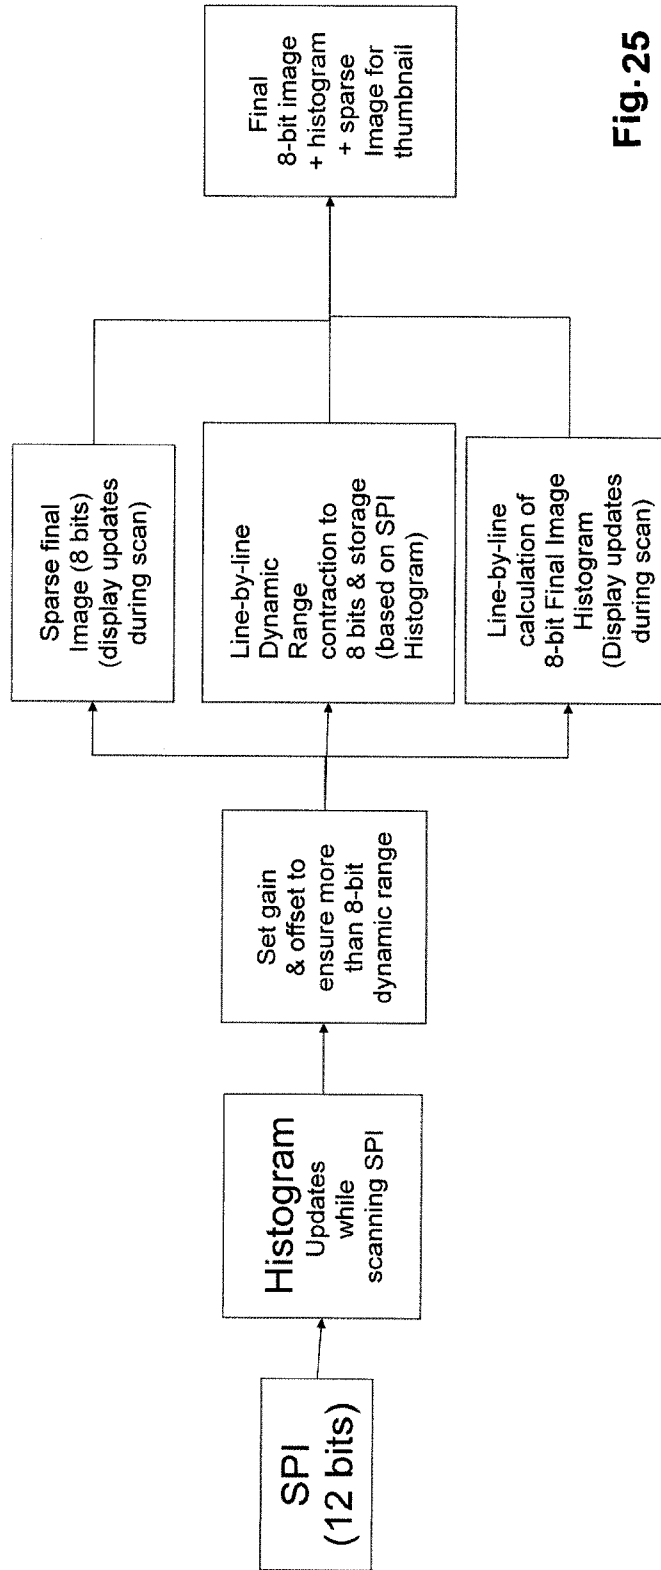 SPI
(12 bits)
Histogram
Updates
while
scanning SPI
Set gain
& offset to
ensure more
than 8-bit
dynamic range
Sparse final
Image (8 bits)
(display updates
during scan)
Line-by-line
Dynamic
Range
contraction to
8 bits & storage
(based on SPI
Histogram)
Line-by-line
calculation of
8-bit Final Image
Histogram
(Display updates
during scan)
Final
8-bit image
+ histogram
+ sparse
Image for
thumbnail
Fig.25